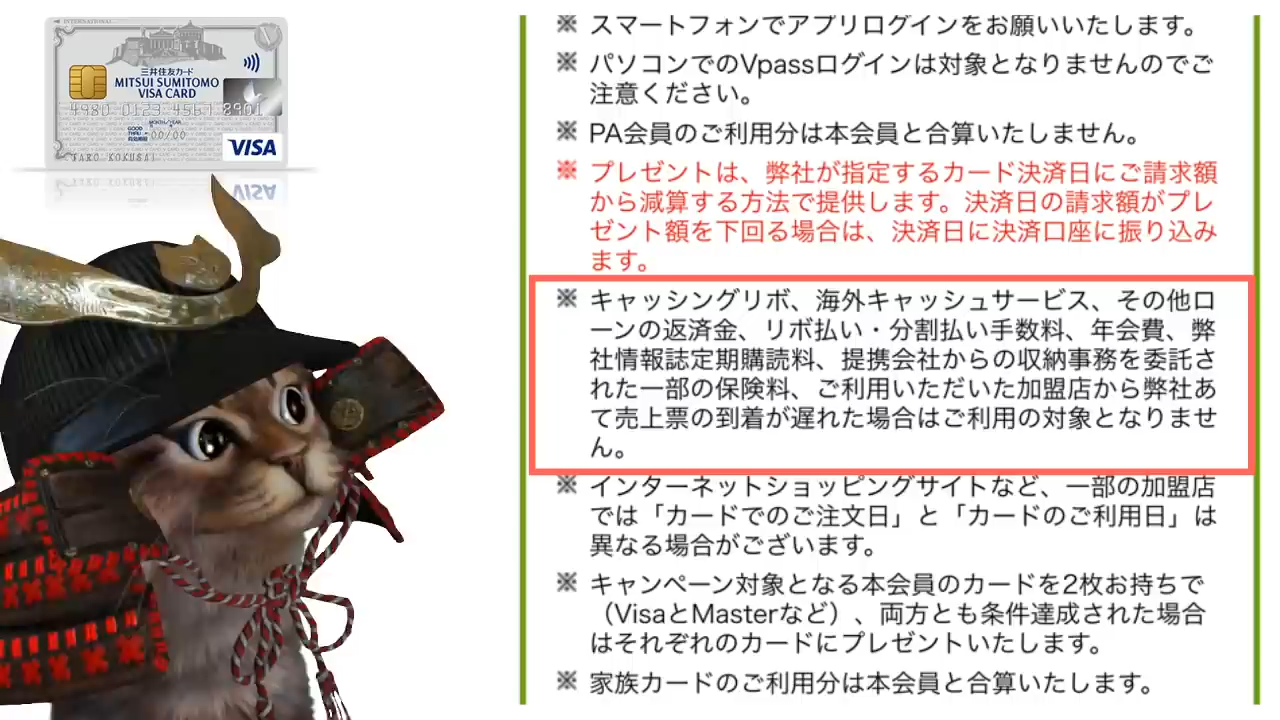 INTERNATIONAL
三井住友カード
MITSUI SUMITOMO
VISA CARD
4980 0123 4567 8901
MONTH/YEAR
GOOD
THRU
00/00
TARO KOKUSAI
VISA
VISA
※ スマートフォンでアプリログインをお願いいたします。
※ パソコンでのVpassログインは対象となりませんのでご
注意ください。
※ PA会員のご利用分は本会員と合算いたしません。
※ プレゼントは、弊社が指定するカード決済日にご請求額
から減算する方法で提供します。決済日の請求額がプレ
ゼント額を下回る場合は、決済日に決済口座に振り込み
ます。
※ キャッシングリボ、海外キャッシュサービス、その他ロ
ーンの返済金、リボ払い・分割払い手数料、年会費、弊
社情報誌定期購読料、提携会社からの収納事務を委託さ
れた一部の保険料、ご利用いただいた加盟店から弊社あ
て売上票の到着が遅れた場合はご利用の対象となりませ
ん。
※ インターネットショッピングサイトなど、一部の加盟店
では「カードでのご注文日」と「カードのご利用日」は
異なる場合がございます。
※ キャンペーン対象となる本会員のカードを2枚お持ちで
（VisaとMasterなど）、両方とも条件達成された場合
はそれぞれのカードにプレゼントいたします。
※ 家族カードのご利用分は本会員と合算いたします。